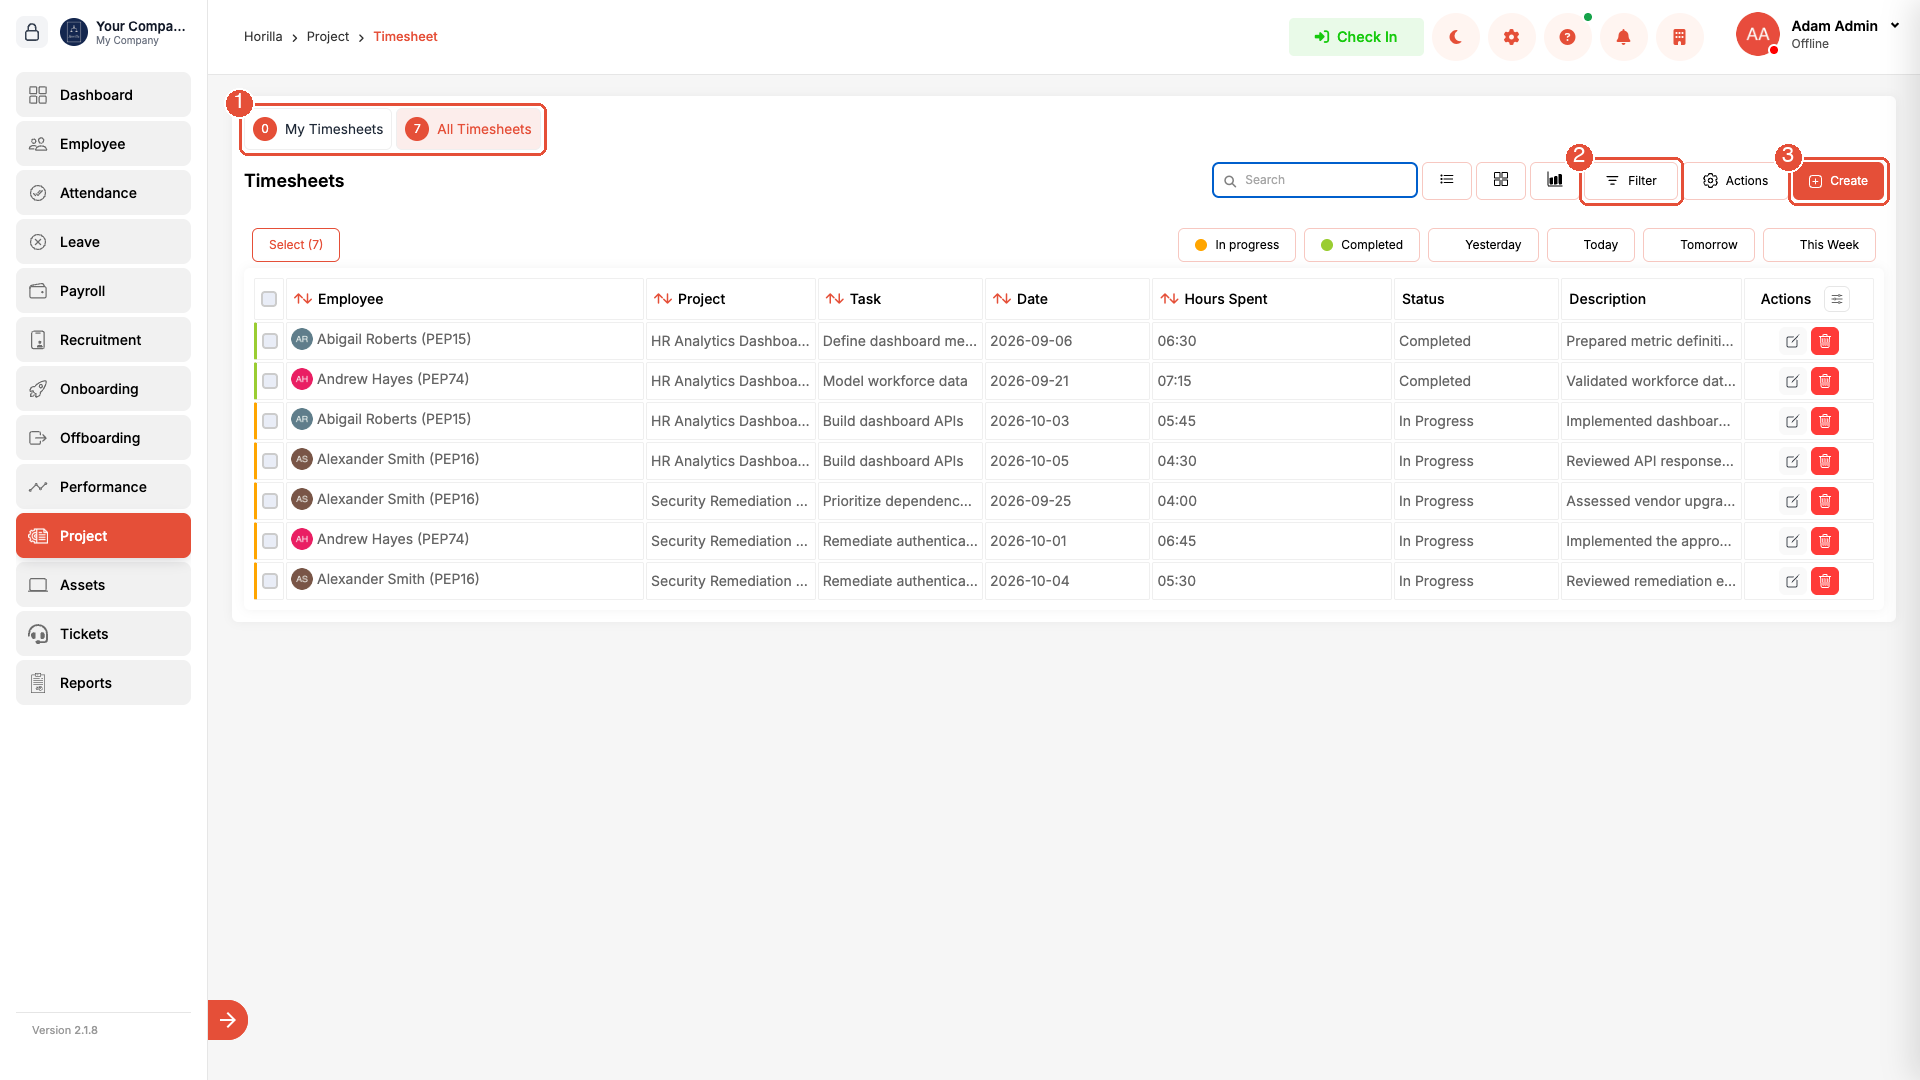 Your Compa...
My Company
Horilla
Project
Timesheet
Check In
AA
Adam Admin
Offline
Dashboard
Employee
Attendance
Leave
Payroll
Recruitment
Onboarding
Offboarding
Performance
Project
Assets
Tickets
Reports
Version 2.1.8
1
0 My Timesheets
7 All Timesheets
Timesheets
Search
2
Filter
Actions
3
Create
Select (7)
In progress
Completed
Yesterday
Today
Tomorrow
This Week
Employee Project Task Date Hours Spent Status Description Actions
AR Abigail Roberts (PEP15) HR Analytics Dashboa... Define dashboard me... 2026-09-06 06:30 Completed Prepared metric definiti...
AH Andrew Hayes (PEP74) HR Analytics Dashboa... Model workforce data 2026-09-21 07:15 Completed Validated workforce dat...
AR Abigail Roberts (PEP15) HR Analytics Dashboa... Build dashboard APIs 2026-10-03 05:45 In Progress Implemented dashboar...
AS Alexander Smith (PEP16) HR Analytics Dashboa... Build dashboard APIs 2026-10-05 04:30 In Progress Reviewed API response...
AS Alexander Smith (PEP16) Security Remediation ... Prioritize dependenc... 2026-09-25 04:00 In Progress Assessed vendor upgra...
AH Andrew Hayes (PEP74) Security Remediation ... Remediate authentica... 2026-10-01 06:45 In Progress Implemented the appro...
AS Alexander Smith (PEP16) Security Remediation ... Remediate authentica... 2026-10-04 05:30 In Progress Reviewed remediation e...